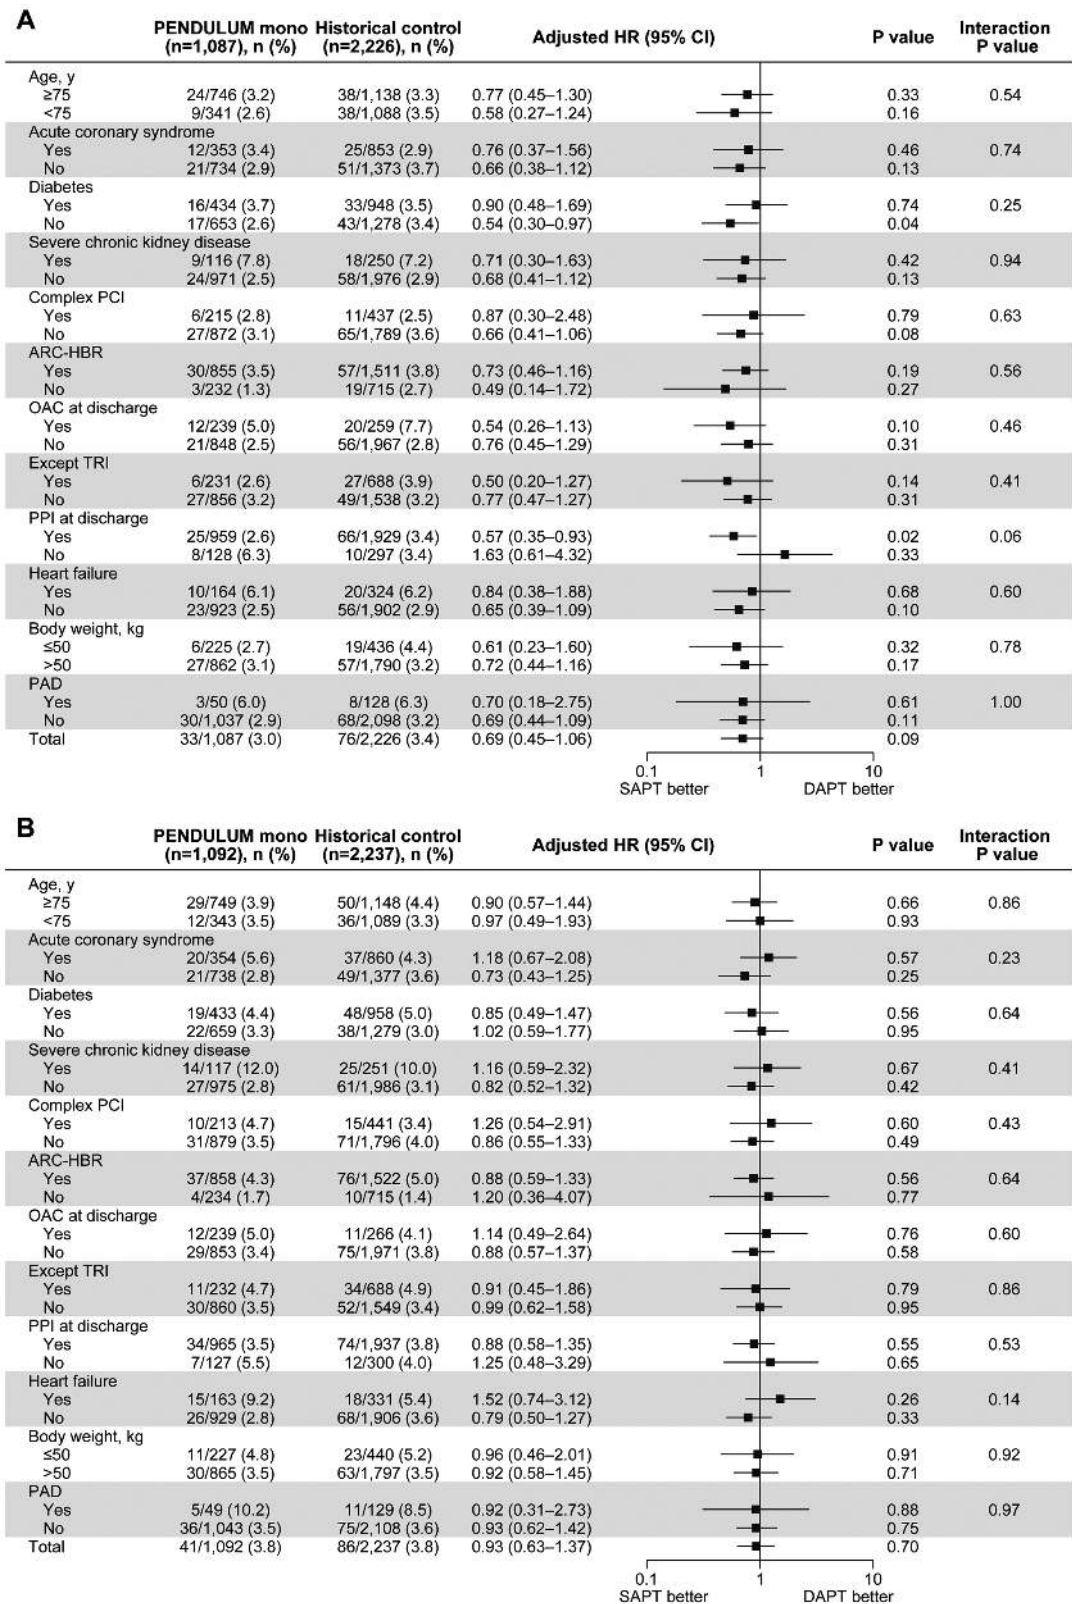 A
PENDULUM mono Historical control Adjusted HR (95% CI) P value Interaction
(n=1,087), n (%) (n=2,226), n (%) P value
Age, y
≥75 24/746 (3.2) 38/1,138 (3.3) 0.77 (0.45–1.30) 0.33 0.54
<75 9/341 (2.6) 38/1,088 (3.5) 0.58 (0.27–1.24) 0.16
Acute coronary syndrome
Yes 12/353 (3.4) 25/853 (2.9) 0.76 (0.37–1.56) 0.46 0.74
No 21/734 (2.9) 51/1,373 (3.7) 0.66 (0.38–1.12) 0.13
Diabetes
Yes 16/434 (3.7) 33/948 (3.5) 0.90 (0.48–1.69) 0.74 0.25
No 17/653 (2.6) 43/1,278 (3.4) 0.54 (0.30–0.97) 0.04
Severe chronic kidney disease
Yes 9/116 (7.8) 18/250 (7.2) 0.71 (0.30–1.63) 0.42 0.94
No 24/971 (2.5) 58/1,976 (2.9) 0.68 (0.41–1.12) 0.13
Complex PCI
Yes 6/215 (2.8) 11/437 (2.5) 0.87 (0.30–2.48) 0.79 0.63
No 27/872 (3.1) 65/1,789 (3.6) 0.66 (0.41–1.06) 0.08
ARC-HBR
Yes 30/855 (3.5) 57/1,511 (3.8) 0.73 (0.46–1.16) 0.19 0.56
No 3/232 (1.3) 19/715 (2.7) 0.49 (0.14–1.72) 0.27
OAC at discharge
Yes 12/239 (5.0) 20/259 (7.7) 0.54 (0.26–1.13) 0.10 0.46
No 21/848 (2.5) 56/1,967 (2.8) 0.76 (0.45–1.29) 0.31
Except TRI
Yes 6/231 (2.6) 27/688 (3.9) 0.50 (0.20–1.27) 0.14 0.41
No 27/856 (3.2) 49/1,538 (3.2) 0.77 (0.47–1.27) 0.31
PPI at discharge
Yes 25/959 (2.6) 66/1,929 (3.4) 0.57 (0.35–0.93) 0.02 0.06
No 8/128 (6.3) 10/297 (3.4) 1.63 (0.61–4.32) 0.33
Heart failure
Yes 10/164 (6.1) 20/324 (6.2) 0.84 (0.38–1.88) 0.68 0.60
No 23/923 (2.5) 56/1,902 (2.9) 0.65 (0.39–1.09) 0.10
Body weight, kg
≤50 6/225 (2.7) 19/436 (4.4) 0.61 (0.23–1.60) 0.32 0.78
>50 27/862 (3.1) 57/1,790 (3.2) 0.72 (0.44–1.16) 0.17
PAD
Yes 3/50 (6.0) 8/128 (6.3) 0.70 (0.18–2.75) 0.61 1.00
No 30/1,037 (2.9) 68/2,098 (3.2) 0.69 (0.44–1.09) 0.11
Total 33/1,087 (3.0) 76/2,226 (3.4) 0.69 (0.45–1.06) 0.09
0.1 1 10
SAPT better DAPT better
B
PENDULUM mono Historical control Adjusted HR (95% CI) P value Interaction
(n=1,092), n (%) (n=2,237), n (%) P value
Age, y
≥75 29/749 (3.9) 50/1,148 (4.4) 0.90 (0.57–1.44) 0.66 0.86
<75 12/343 (3.5) 36/1,089 (3.3) 0.97 (0.49–1.93) 0.93
Acute coronary syndrome
Yes 20/354 (5.6) 37/860 (4.3) 1.18 (0.67–2.08) 0.57 0.23
No 21/738 (2.8) 49/1,377 (3.6) 0.73 (0.43–1.25) 0.25
Diabetes
Yes 19/433 (4.4) 48/958 (5.0) 0.85 (0.49–1.47) 0.56 0.64
No 22/659 (3.3) 38/1,279 (3.0) 1.02 (0.59–1.77) 0.95
Severe chronic kidney disease
Yes 14/117 (12.0) 25/251 (10.0) 1.16 (0.59–2.32) 0.67 0.41
No 27/975 (2.8) 61/1,986 (3.1) 0.82 (0.52–1.32) 0.42
Complex PCI
Yes 10/213 (4.7) 15/441 (3.4) 1.26 (0.54–2.91) 0.60 0.43
No 31/879 (3.5) 71/1,796 (4.0) 0.86 (0.55–1.33) 0.49
ARC-HBR
Yes 37/858 (4.3) 76/1,522 (5.0) 0.88 (0.59–1.33) 0.56 0.64
No 4/234 (1.7) 10/715 (1.4) 1.20 (0.36–4.07) 0.77
OAC at discharge
Yes 12/239 (5.0) 11/266 (4.1) 1.14 (0.49–2.64) 0.76 0.60
No 29/853 (3.4) 75/1,971 (3.8) 0.88 (0.57–1.37) 0.58
Except TRI
Yes 11/232 (4.7) 34/688 (4.9) 0.91 (0.45–1.86) 0.79 0.86
No 30/860 (3.5) 52/1,549 (3.4) 0.99 (0.62–1.58) 0.95
PPI at discharge
Yes 34/965 (3.5) 74/1,937 (3.8) 0.88 (0.58–1.35) 0.55 0.53
No 7/127 (5.5) 12/300 (4.0) 1.25 (0.48–3.29) 0.65
Heart failure
Yes 15/163 (9.2) 18/331 (5.4) 1.52 (0.74–3.12) 0.26 0.14
No 26/929 (2.8) 68/1,906 (3.6) 0.79 (0.50–1.27) 0.33
Body weight, kg
≤50 11/227 (4.8) 23/440 (5.2) 0.96 (0.46–2.01) 0.91 0.92
>50 30/865 (3.5) 63/1,797 (3.5) 0.92 (0.58–1.45) 0.71
PAD
Yes 5/49 (10.2) 11/129 (8.5) 0.92 (0.31–2.73) 0.88 0.97
No 36/1,043 (3.5) 75/2,108 (3.6) 0.93 (0.62–1.42) 0.75
Total 41/1,092 (3.8) 86/2,237 (3.8) 0.93 (0.63–1.37) 0.70
0.1 1 10
SAPT better DAPT better